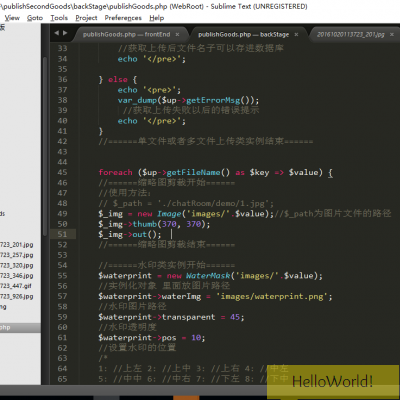 \publishSecondGoods\backStage\publishGoods.php (WebRoot) - Sublime Text (UNREGISTERED)
View Goto Tools Project Preferences Help
publishGoods.php — frontEnd × publishGoods.php — backStage × 20161020113723_201.jpg
33 //获取上传后文件名子可以存进数据库
34 echo '</pre>';
35
36 } else {
37 echo '<pre>';
38 var_dump($up->getErrorMsg());
39 //获取上传失败以后的错误提示
40 echo '</pre>';
41 }
42 //======单文件或者多文件上传类实例结束======
43
44
45 foreach ($up->getFileName() as $key => $value) {
46 //======缩略图剪裁开始======
47 //使用方法:
48 // $_path = './chatRoom/demo/1.jpg';
49 $_img = new Image('images/'.$value);//$_path为图片文件的路径
50 $_img->thumb(370, 370);
51 $_img->out();
52 //======缩略图剪裁结束======
53
54 //======水印类实例开始======
55 $waterprint = new WaterMask('images/'.$value);
56 //实例化对象 里面放图片路径
57 $waterprint->waterImg = 'images/waterprint.png';
58 //水印图片路径
59 $waterprint->transparent = 45;
60 //水印透明度
61 $waterprint->pos = 10;
62 //设置水印的位置
63 /*
64 1: //上左 2: //上中 3: //上右 4: //中左
65 5: //中中 6: //中右 7: //下左 8: //下中
ds
723_201.jpg
723_257.jpg
723_320.jpg
723_346.jpg
723_447.gif
723_926.jpg
ng
php
HelloWorld!